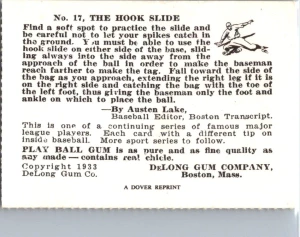 No. 17, THE HOOK SLIDE
Find a soft spot to practice the slide and
be careful not to let your spikes catch in
the ground. You must be able to use the
hook slide on either side of the base, slid-
ing always into the side away from the
approach of the ball in order to make the baseman
reach farther to make the tag. Fall toward the side of
the bag as you approach, extending the right leg if it is
on the right side and catching the bag with the toe of
the left foot, thus giving the baseman only the foot and
ankle on which to place the ball.
—By Austen Lake,
Baseball Editor, Boston Transcript.
This is one of a continuing series of famous major
league players. Each card with a different tip on
inside baseball. More sport series to follow.
PLAY BALL GUM is as pure and as fine quality as
any made—contains real chicle.
Copyright 1933 DeLONG GUM COMPANY,
DeLong Gum Co. Boston, Mass.
A DOVER REPRINT